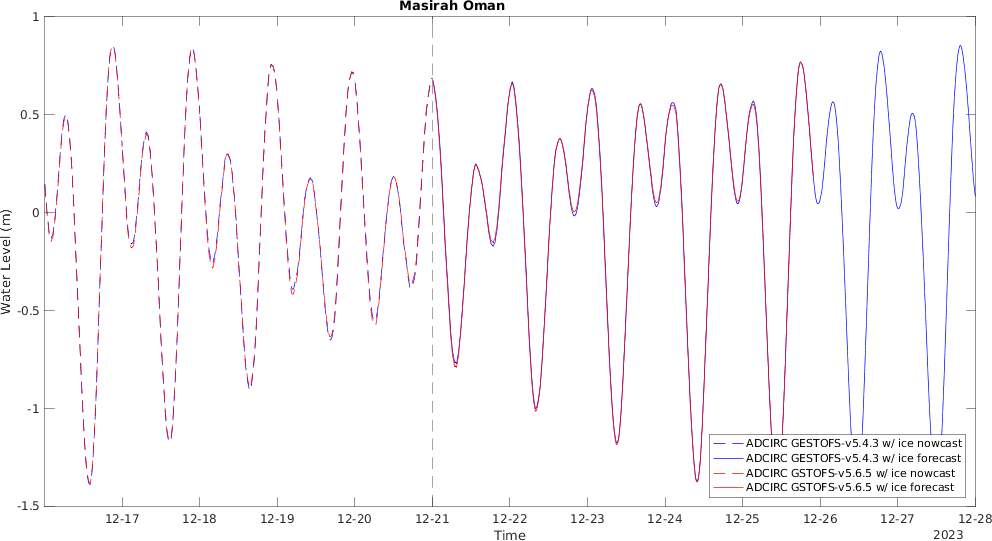 Masirah Oman
1
0.5
0
-0.5
-1
-1.5
Water Level (m)
ADCIRC GESTOFS-v5.4.3 w/ ice nowcast
ADCIRC GESTOFS-v5.4.3 w/ ice forecast
ADCIRC GSTOFS-v5.6.5 w/ ice nowcast
ADCIRC GSTOFS-v5.6.5 w/ ice forecast
12-17 12-18 12-19 12-20 12-21 12-22 12-23 12-24 12-25 12-26 12-27 12-28
Time
2023